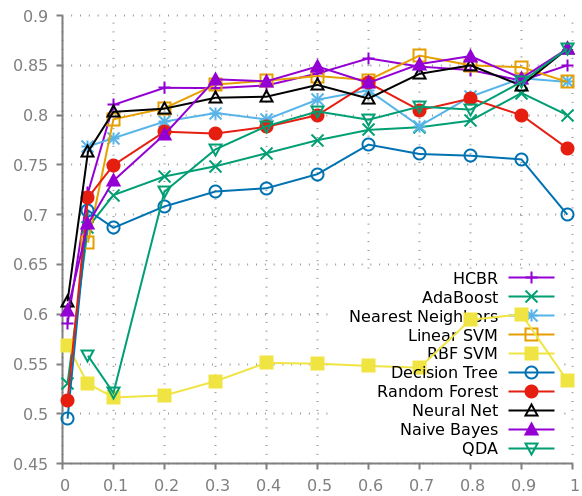 0.9
0.85
0.8
0.75
0.7
0.65
0.6
0.55
0.5
0.45
HCBR
AdaBoost
Nearest Neighbors
Linear SVM
RBF SVM
Decision Tree
Random Forest
Neural Net
Naive Bayes
QDA
0 0.1 0.2 0.3 0.4 0.5 0.6 0.7 0.8 0.9 1